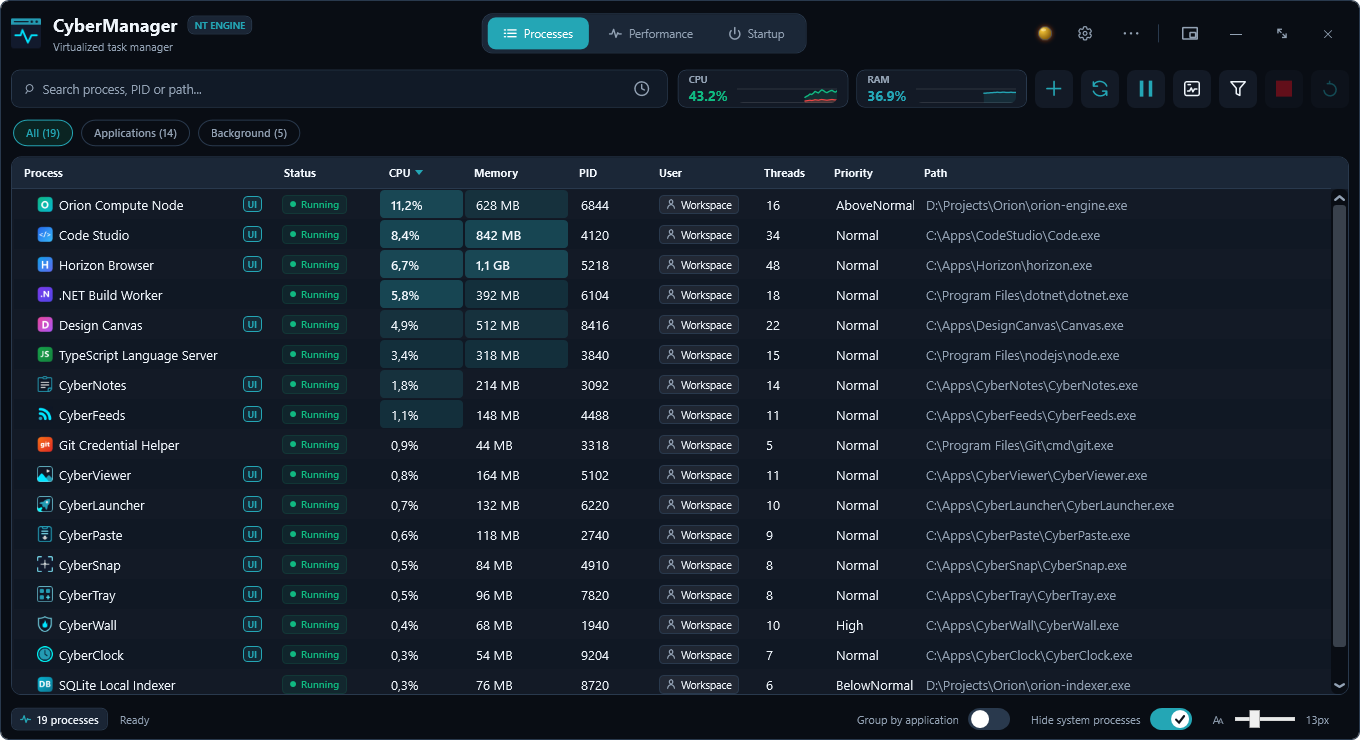 CyberManager NT ENGINE
Virtualized task manager
Processes Performance Startup
Search process, PID or path...
CPU
43.2%
RAM
36.9%
All (19) Applications (14) Background (5)
Process Status CPU Memory PID User Threads Priority Path
O Orion Compute Node UI Running 11,2% 628 MB 6844 Workspace 16 AboveNormal D:\Projects\Orion\orion-engine.exe
</> Code Studio UI Running 8,4% 842 MB 4120 Workspace 34 Normal C:\Apps\CodeStudio\Code.exe
H Horizon Browser UI Running 6,7% 1,1 GB 5218 Workspace 48 Normal C:\Apps\Horizon\horizon.exe
.N .NET Build Worker Running 5,8% 392 MB 6104 Workspace 18 Normal C:\Program Files\dotnet\dotnet.exe
D Design Canvas UI Running 4,9% 512 MB 8416 Workspace 22 Normal C:\Apps\DesignCanvas\Canvas.exe
JS TypeScript Language Server Running 3,4% 318 MB 3840 Workspace 15 Normal C:\Program Files\nodejs\node.exe
CyberNotes UI Running 1,8% 214 MB 3092 Workspace 14 Normal C:\Apps\CyberNotes\CyberNotes.exe
CyberFeeds UI Running 1,1% 148 MB 4488 Workspace 11 Normal C:\Apps\CyberFeeds\CyberFeeds.exe
git Git Credential Helper Running 0,9% 44 MB 3318 Workspace 5 Normal C:\Program Files\Git\cmd\git.exe
CyberViewer UI Running 0,8% 164 MB 5102 Workspace 11 Normal C:\Apps\CyberViewer\CyberViewer.exe
CyberLauncher UI Running 0,7% 132 MB 6220 Workspace 10 Normal C:\Apps\CyberLauncher\CyberLauncher.exe
CyberPaste UI Running 0,6% 118 MB 2740 Workspace 9 Normal C:\Apps\CyberPaste\CyberPaste.exe
CyberSnap UI Running 0,5% 84 MB 4910 Workspace 8 Normal C:\Apps\CyberSnap\CyberSnap.exe
CyberTray UI Running 0,5% 96 MB 7820 Workspace 8 Normal C:\Apps\CyberTray\CyberTray.exe
CyberWall UI Running 0,4% 68 MB 1940 Workspace 10 High C:\Apps\CyberWall\CyberWall.exe
CyberClock UI Running 0,3% 54 MB 9204 Workspace 7 Normal C:\Apps\CyberClock\CyberClock.exe
DB SQLite Local Indexer Running 0,3% 76 MB 8720 Workspace 6 BelowNormal D:\Projects\Orion\orion-indexer.exe
19 processes Ready Group by application Hide system processes AA 13px